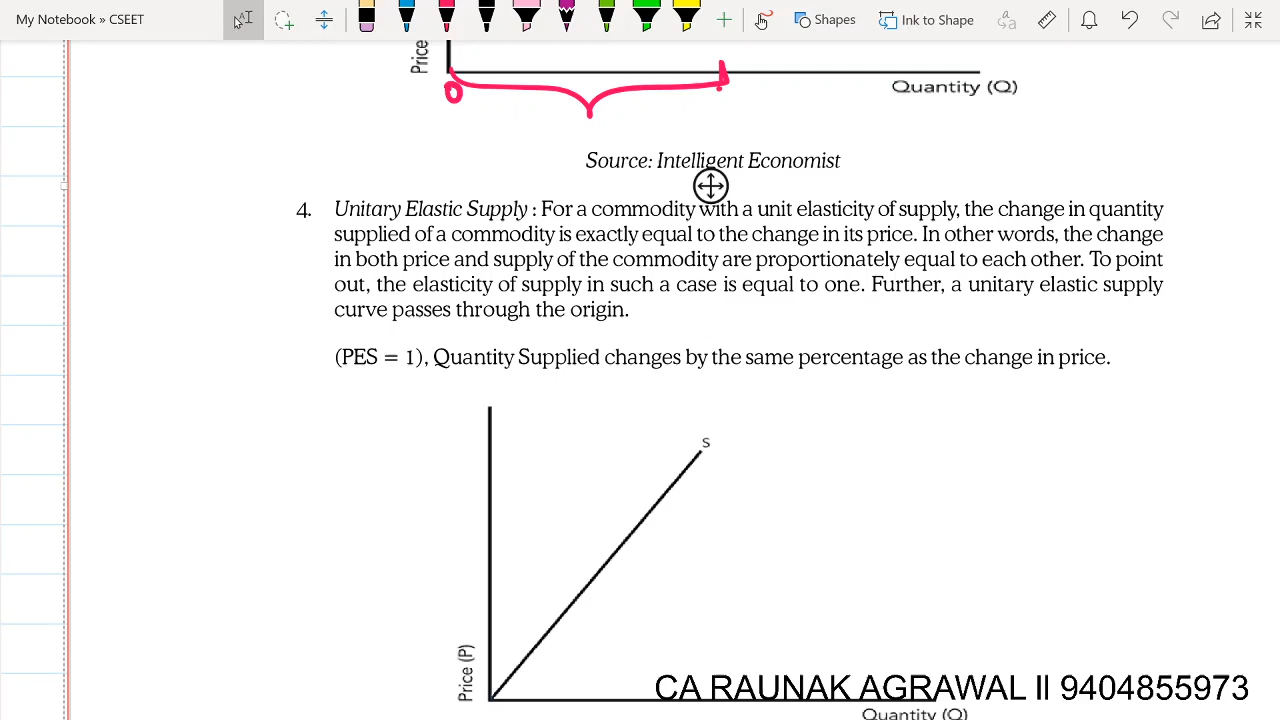 My Notebook » CSEET
Shapes
Ink to Shape
Price
0
Quantity (Q)
Source: Intelligent Economist
4. Unitary Elastic Supply : For a commodity with a unit elasticity of supply, the change in quantity
supplied of a commodity is exactly equal to the change in its price. In other words, the change
in both price and supply of the commodity are proportionately equal to each other. To point
out, the elasticity of supply in such a case is equal to one. Further, a unitary elastic supply
curve passes through the origin.
(PES = 1), Quantity Supplied changes by the same percentage as the change in price.
S
Price (P)
CA RAUNAK AGRAWAL II 9404855973
Quantity (Q)